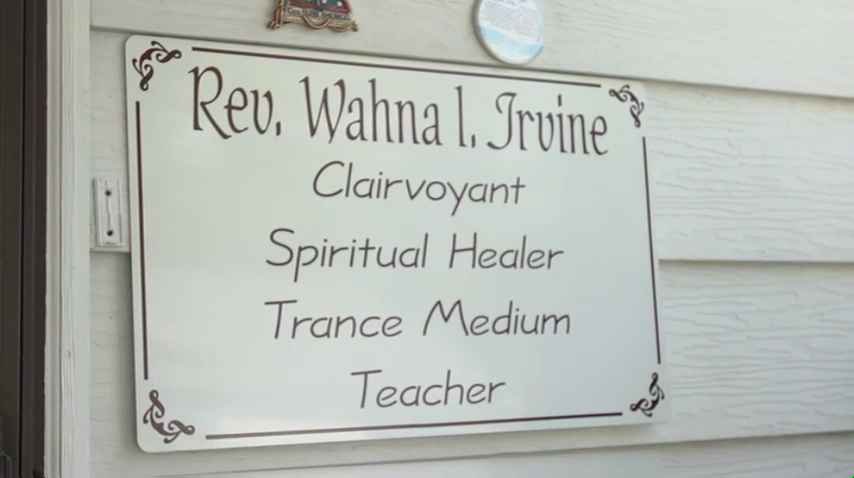 Rev. Wahna l. Irvine
Clairvoyant
Spiritual Healer
Trance Medium
Teacher